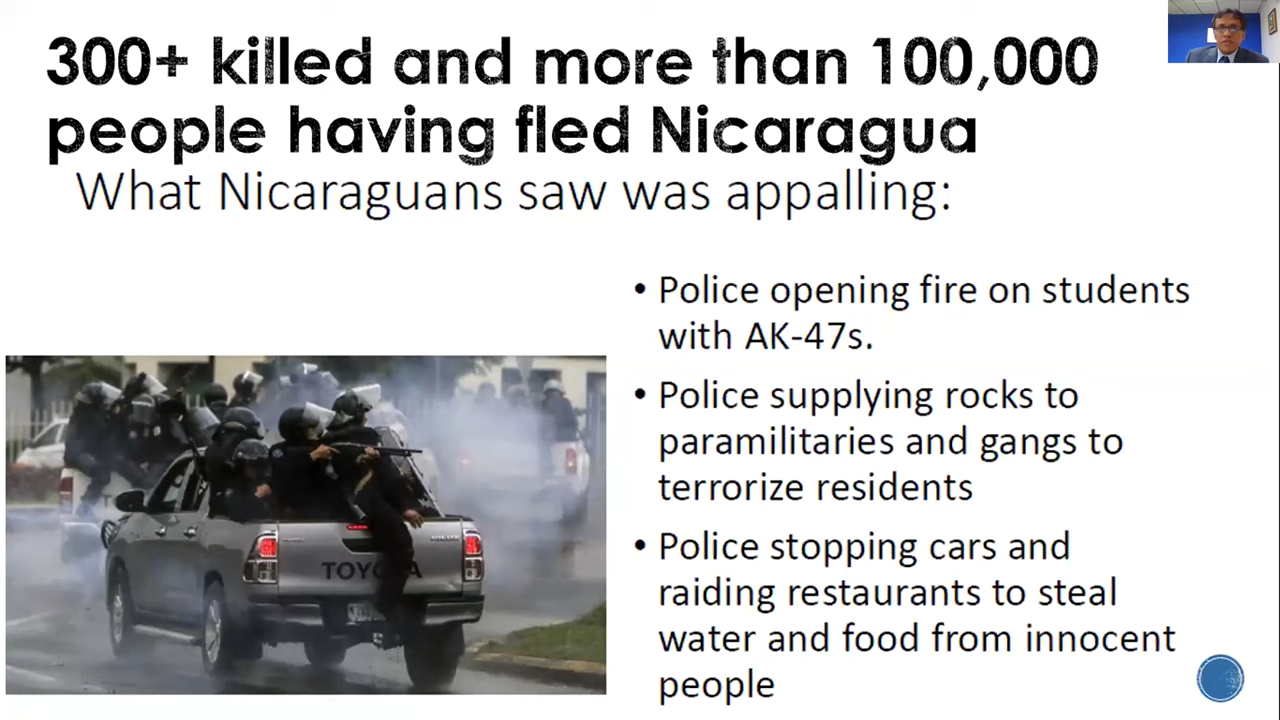 300+ killed and more than 100,000
people having fled Nicaragua
What Nicaraguans saw was appalling:
• Police opening fire on students
with AK-47s.
• Police supplying rocks to
paramilitaries and gangs to
terrorize residents
• Police stopping cars and
raiding restaurants to steal
water and food from innocent
people